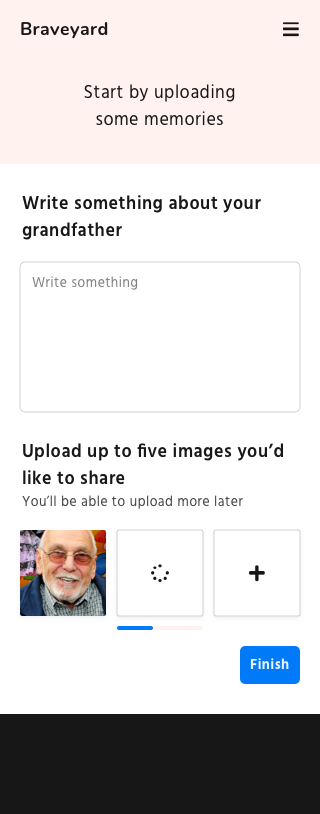 Braveyard
Start by uploading
some memories
Write something about your
grandfather
Write something
Upload up to five images you’d
like to share
You’ll be able to upload more later
Finish